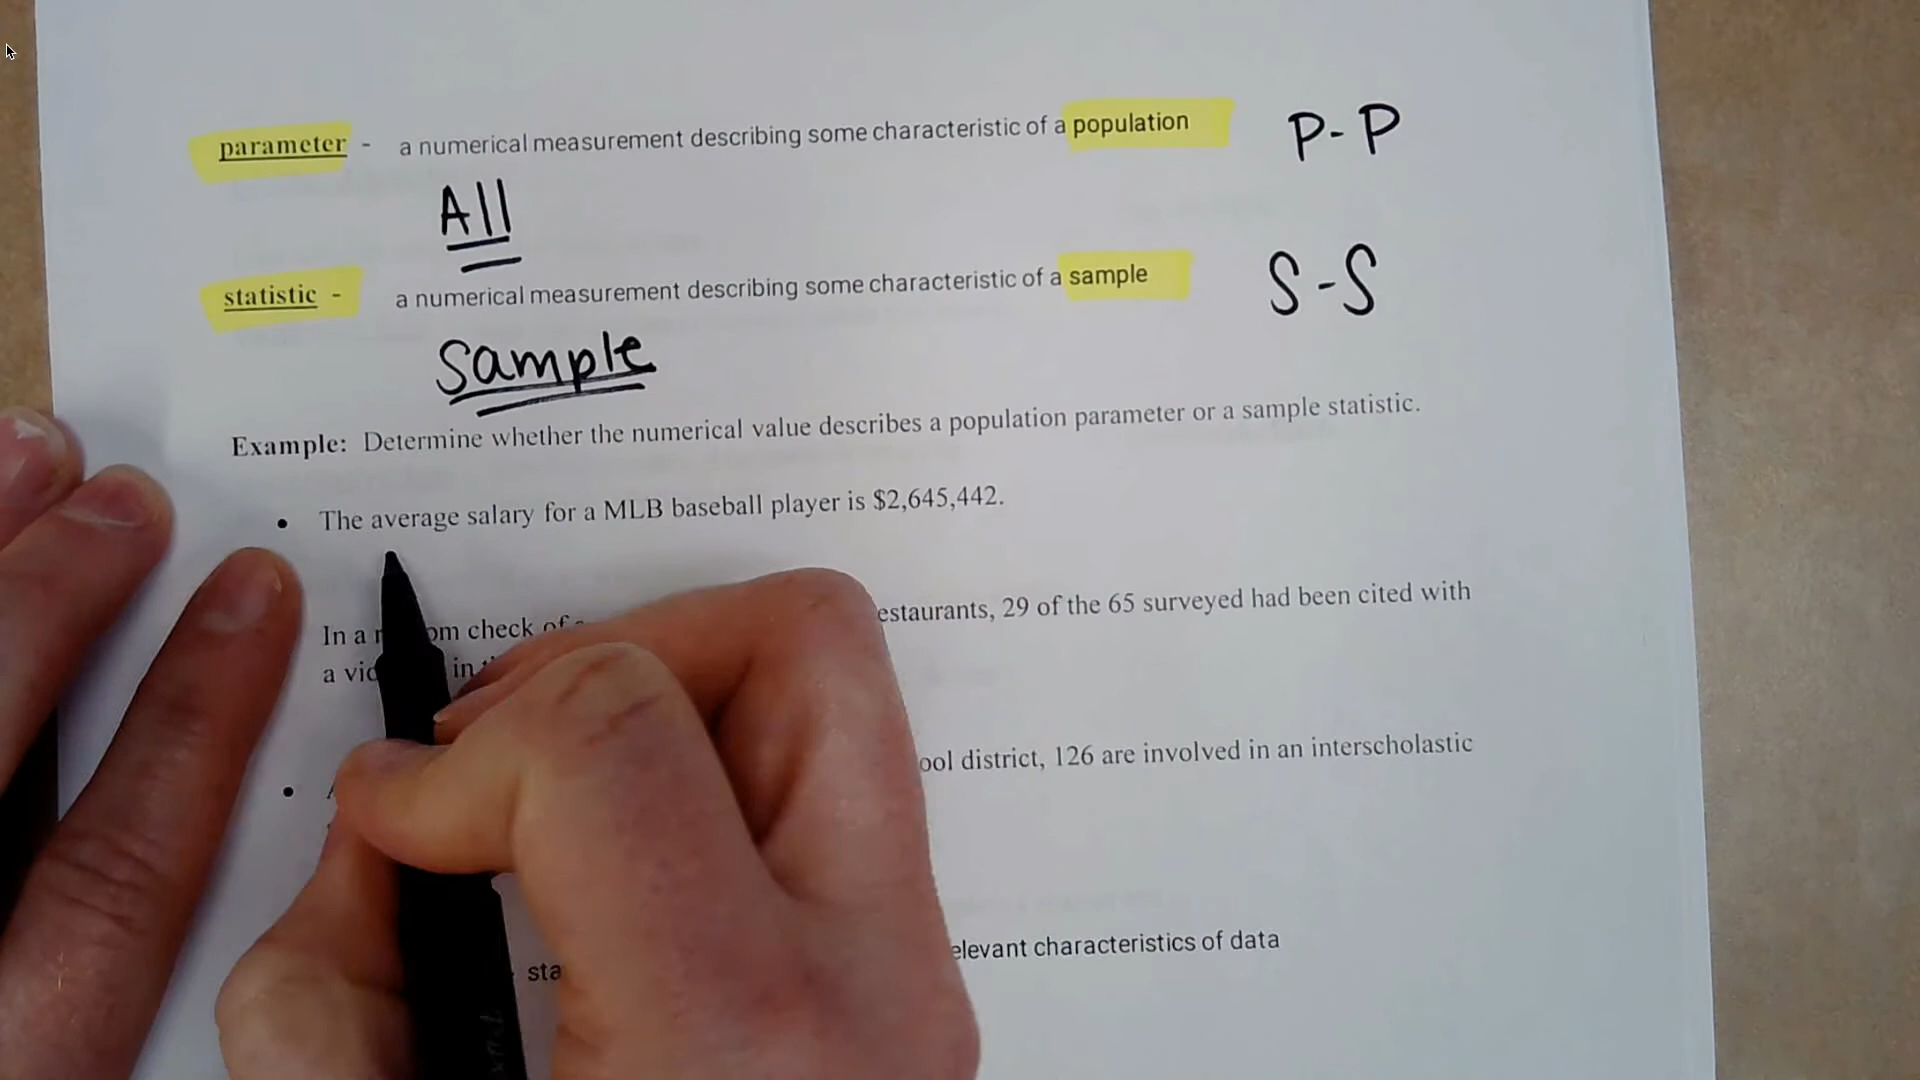 parameter - a numerical measurement describing some characteristic of a population P-P
All
statistic - a numerical measurement describing some characteristic of a sample S-S
Sample
Example: Determine whether the numerical value describes a population parameter or a sample statistic.
• The average salary for a MLB baseball player is $2,645,442.
In a check of estaurants, 29 of the 65 surveyed had been cited with
a in
• ool district, 126 are involved in an interscholastic
elevant characteristics of data
sta